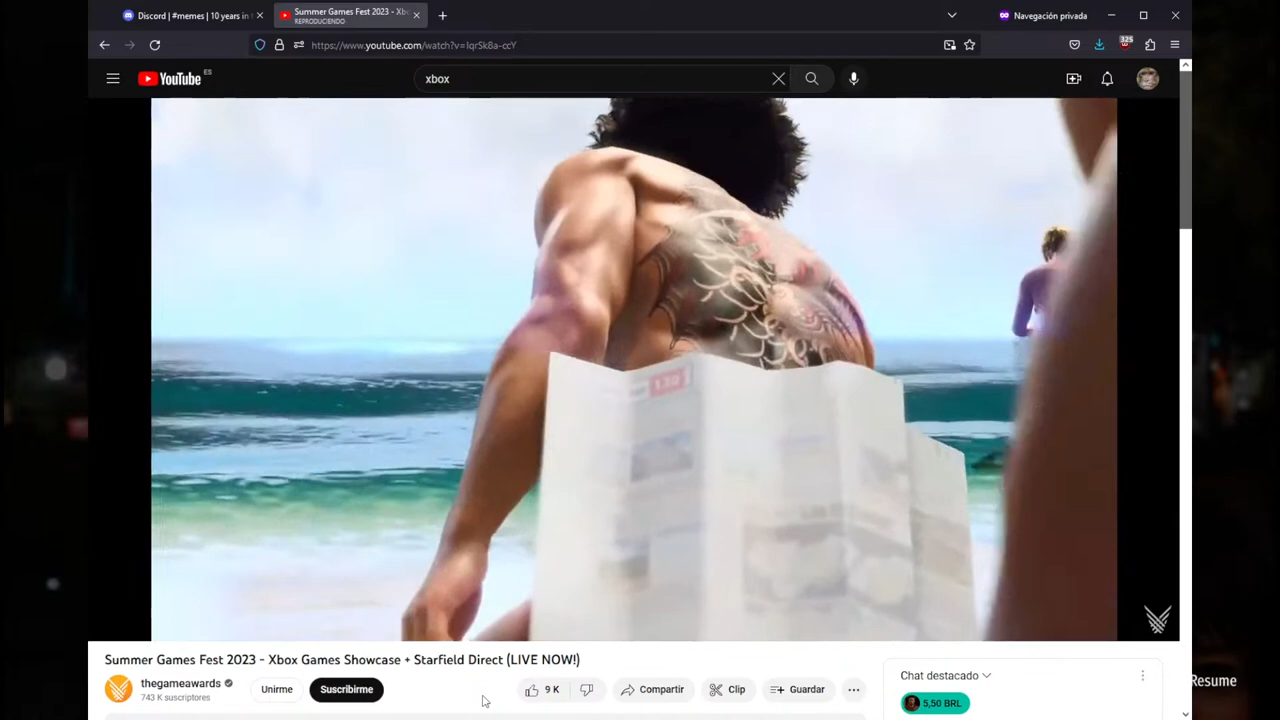 Discord | #memes | 10 years in t
Summer Games Fest 2023 - Xbo
REPRODUCIENDO
Navegación privada
https://www.youtube.com/watch?v=IqrSk8a-ccY
325
YouTube ES
xbox
Summer Games Fest 2023 - Xbox Games Showcase + Starfield Direct (LIVE NOW!)
thegameawards
743 K suscriptores
Unirme
Suscribirme
9 K
Compartir
Clip
Guardar
Chat destacado
5,50 BRL
Resume